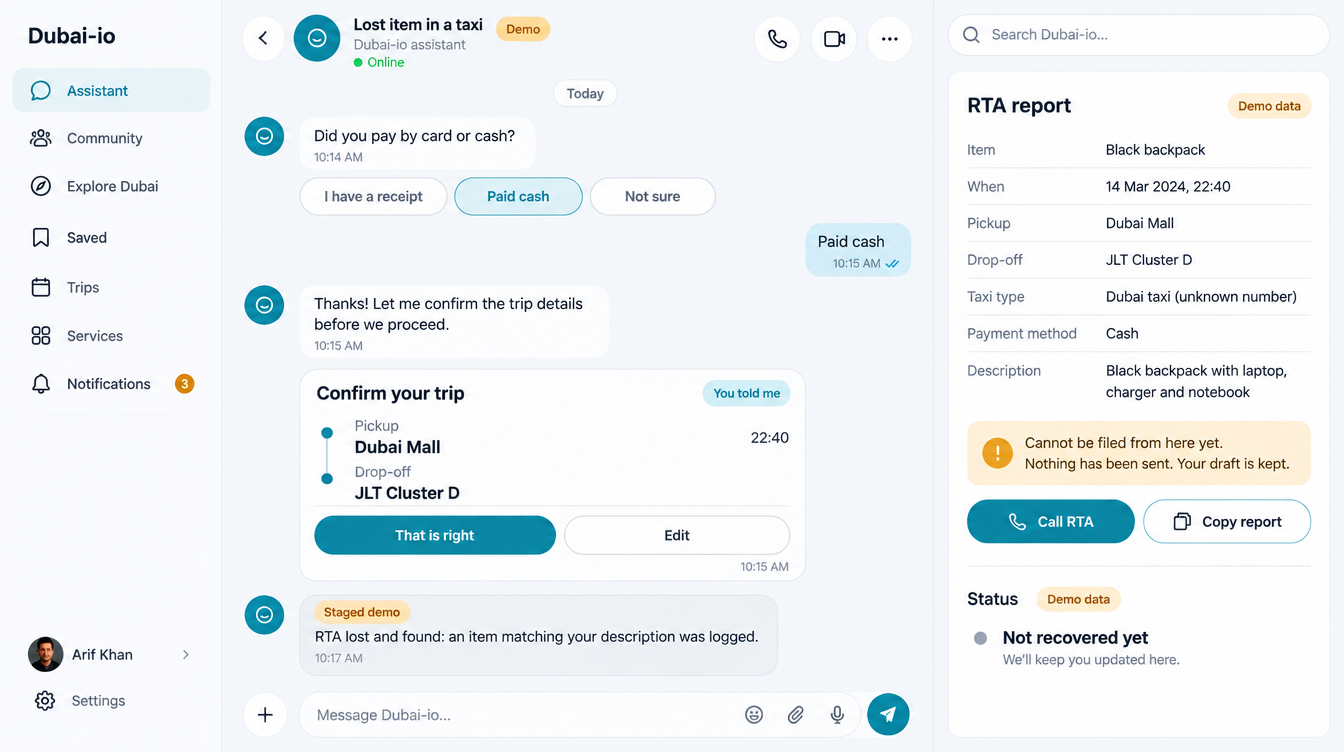 Dubai-io
Assistant
Community
Explore Dubai
Saved
Trips
Services
Notifications
3
Arif Khan
Settings
Lost item in a taxi
Demo
Dubai-io assistant
Online
Today
Did you pay by card or cash?
10:14 AM
I have a receipt
Paid cash
Not sure
Paid cash
10:15 AM
Thanks! Let me confirm the trip details
before we proceed.
10:15 AM
Confirm your trip
You told me
Pickup
Dubai Mall
22:40
Drop-off
JLT Cluster D
That is right
Edit
10:15 AM
Staged demo
RTA lost and found: an item matching your description was logged.
10:17 AM
Message Dubai-io...
Search Dubai-io...
RTA report
Demo data
Item
Black backpack
When
14 Mar 2024, 22:40
Pickup
Dubai Mall
Drop-off
JLT Cluster D
Taxi type
Dubai taxi (unknown number)
Payment method
Cash
Description
Black backpack with laptop,
charger and notebook
!
Cannot be filed from here yet.
Nothing has been sent. Your draft is kept.
Call RTA
Copy report
Status
Demo data
Not recovered yet
We'll keep you updated here.